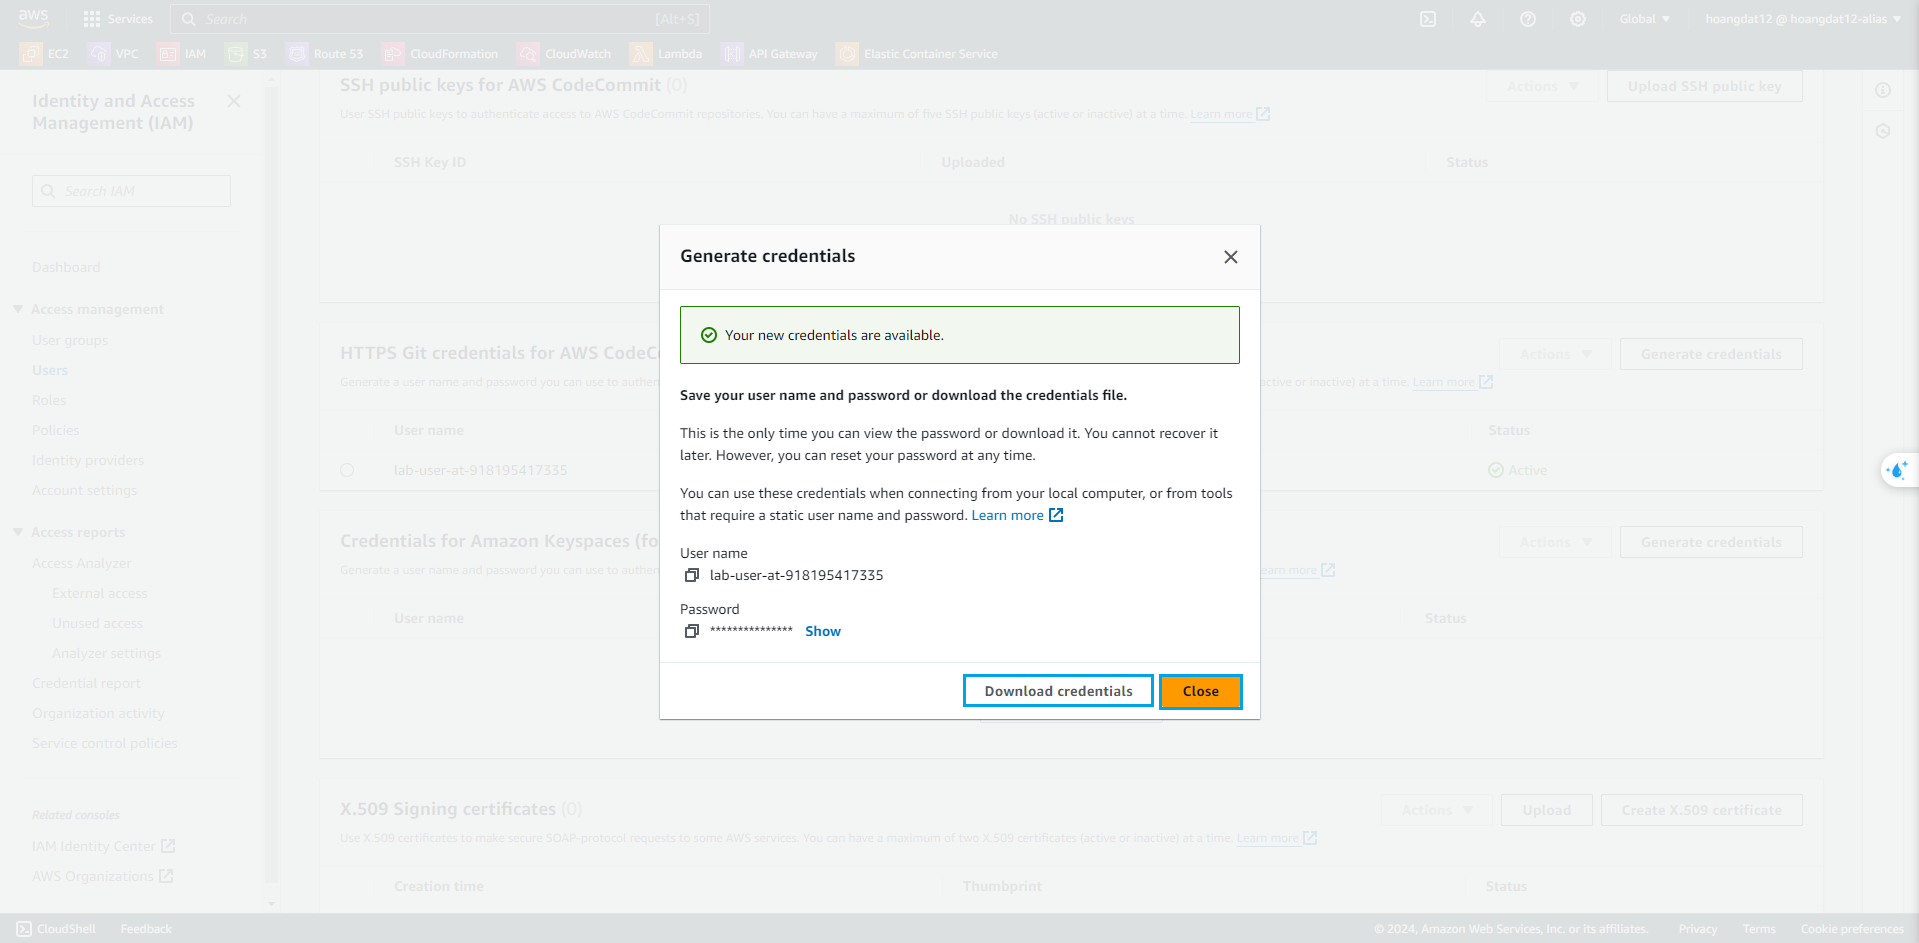 aws
Services
Search
[Alt+S]
Global
hoangdat12 @ hoangdat12-alias
EC2
VPC
IAM
S3
Route 53
CloudFormation
CloudWatch
Lambda
API Gateway
Elastic Container Service
Identity and Access
Management (IAM)
Search IAM
Dashboard
Access management
User groups
Users
Roles
Policies
Identity providers
Account settings
Access reports
Access Analyzer
External access
Unused access
Analyzer settings
Credential report
Organization activity
Service control policies
Related consoles
IAM Identity Center
AWS Organizations
SSH public keys for AWS CodeCommit (0)
Actions
Upload SSH public key
User SSH public keys to authenticate access to AWS CodeCommit repositories. You can have a maximum of five SSH public keys (active or inactive) at a time. Learn more
SSH Key ID
Uploaded
Status
No SSH public keys
HTTPS Git credentials for AWS CodeC
Actions
Generate credentials
Generate a user name and password you can use to authen
active or inactive) at a time. Learn more
User name
Status
lab-user-at-918195417335
Active
Credentials for Amazon Keyspaces (fo
Actions
Generate credentials
Generate a user name and password you can use to authen
earn more
User name
Status
Generate credentials
Your new credentials are available.
Save your user name and password or download the credentials file.
This is the only time you can view the password or download it. You cannot recover it
later. However, you can reset your password at any time.
You can use these credentials when connecting from your local computer, or from tools
that require a static user name and password. Learn more
User name
lab-user-at-918195417335
Password
*************** Show
Download credentials
Close
X.509 Signing certificates (0)
Actions
Upload
Create X.509 certificate
Use X.509 certificates to make secure SOAP-protocol requests to some AWS services. You can have a maximum of two X.509 certificates (active or inactive) at a time. Learn more
Creation time
Thumbprint
Status
CloudShell
Feedback
© 2024, Amazon Web Services, Inc. or its affiliates.
Privacy
Terms
Cookie preferences